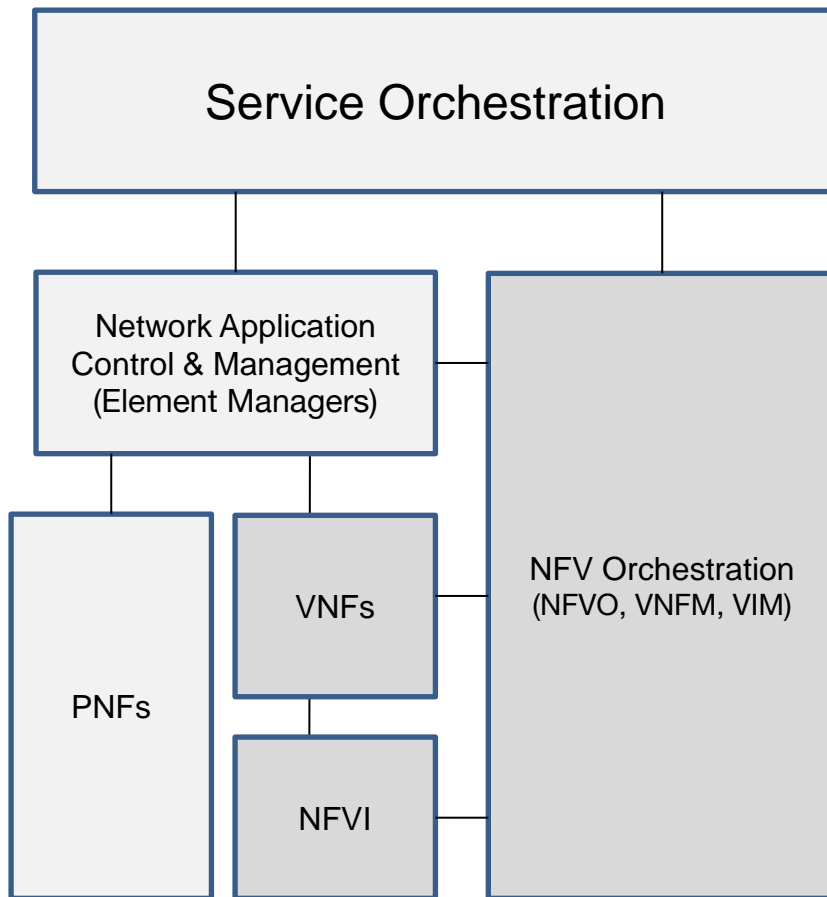 Service Orchestration
Network Application
Control & Management
(Element Managers)
NFV Orchestration
(NFVO, VNFM, VIM)
VNFs
PNFs
NFVI